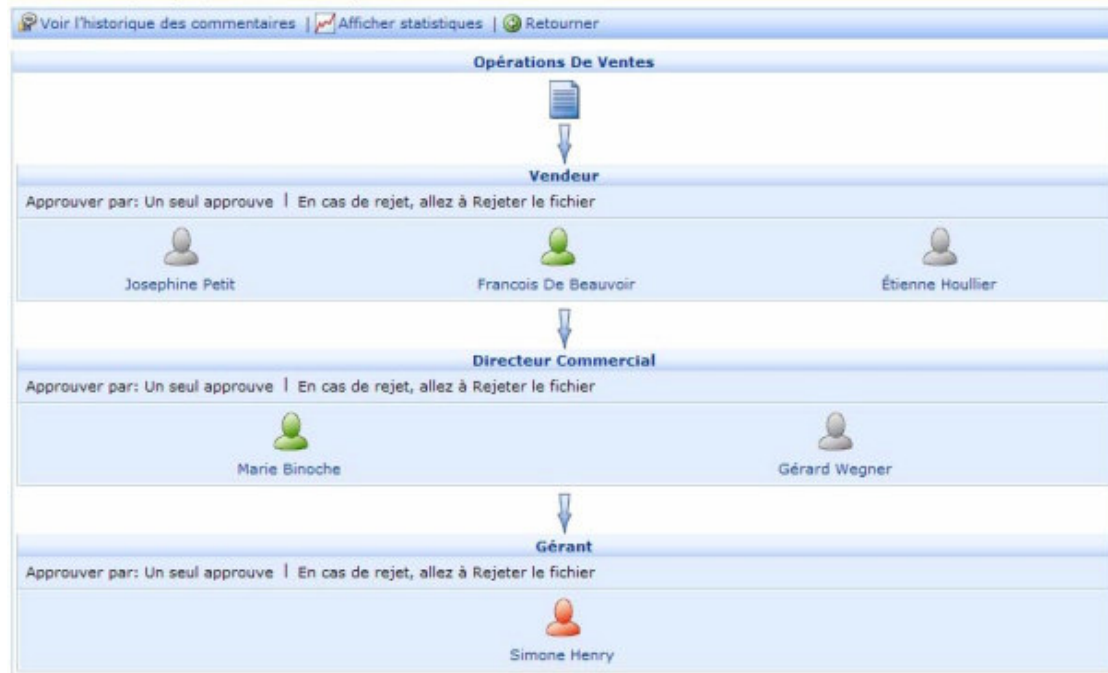 Voir l'historique des commentaires | Afficher statistiques | Retourner
Opérations De Ventes
Vendeur
Approuver par: Un seul approuve | En cas de rejet, allez à Rejeter le fichier
Josephine Petit Francois De Beauvoir Étienne Houllier
Directeur Commercial
Approuver par: Un seul approuve | En cas de rejet, allez à Rejeter le fichier
Marie Binoche Gérard Wegner
Gérant
Approuver par: Un seul approuve | En cas de rejet, allez à Rejeter le fichier
Simone Henry